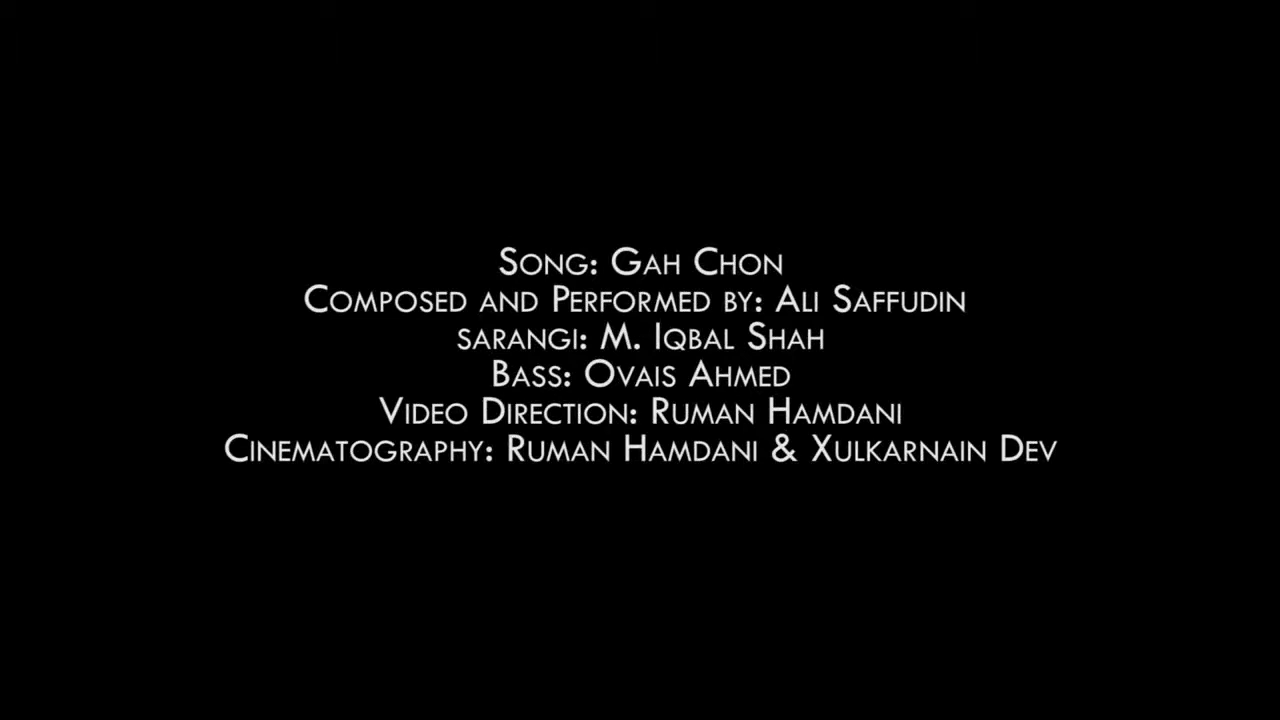 Song: Gah Chon
Composed and Performed by: Ali Saffudin
sarangi: M. Iqbal Shah
Bass: Ovais Ahmed
Video Direction: Ruman Hamdani
Cinematography: Ruman Hamdani & Xulkarnain Dev